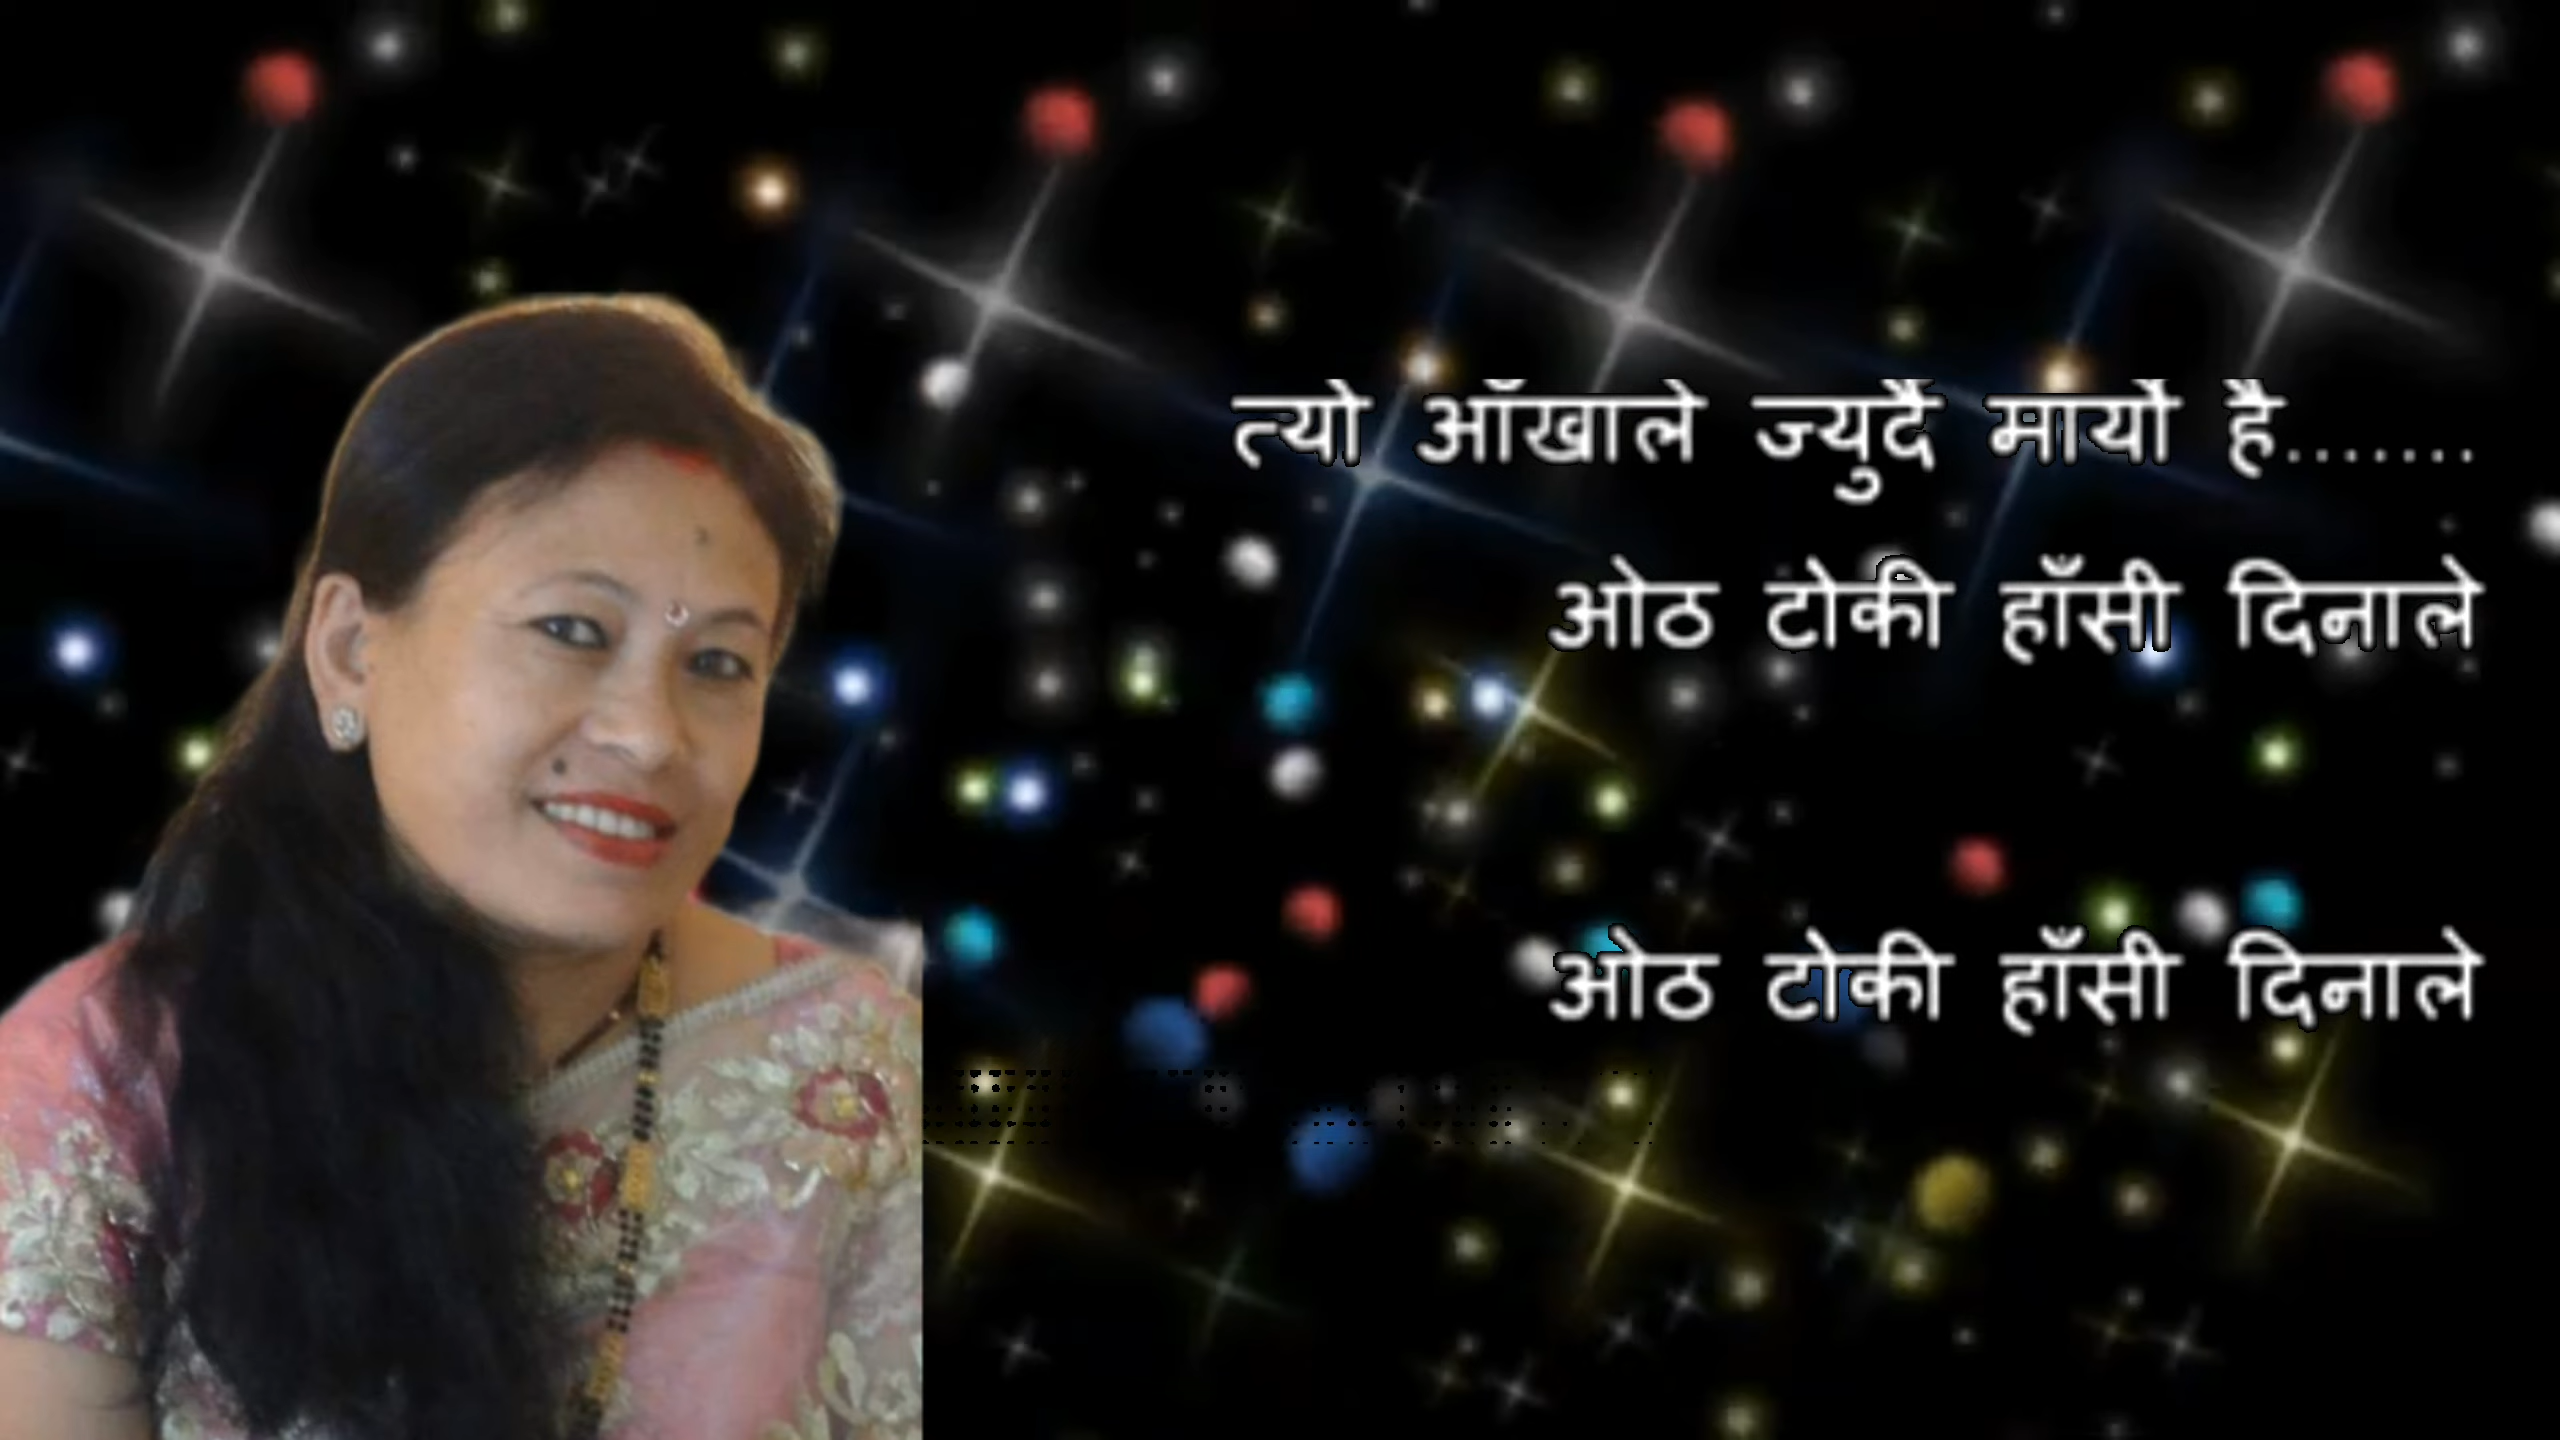 त्यो आँखाले ज्युदै मार्यो है.......
ओठ टोकी हाँसी दिनाले
ओठ टोकी हाँसी दिनाले